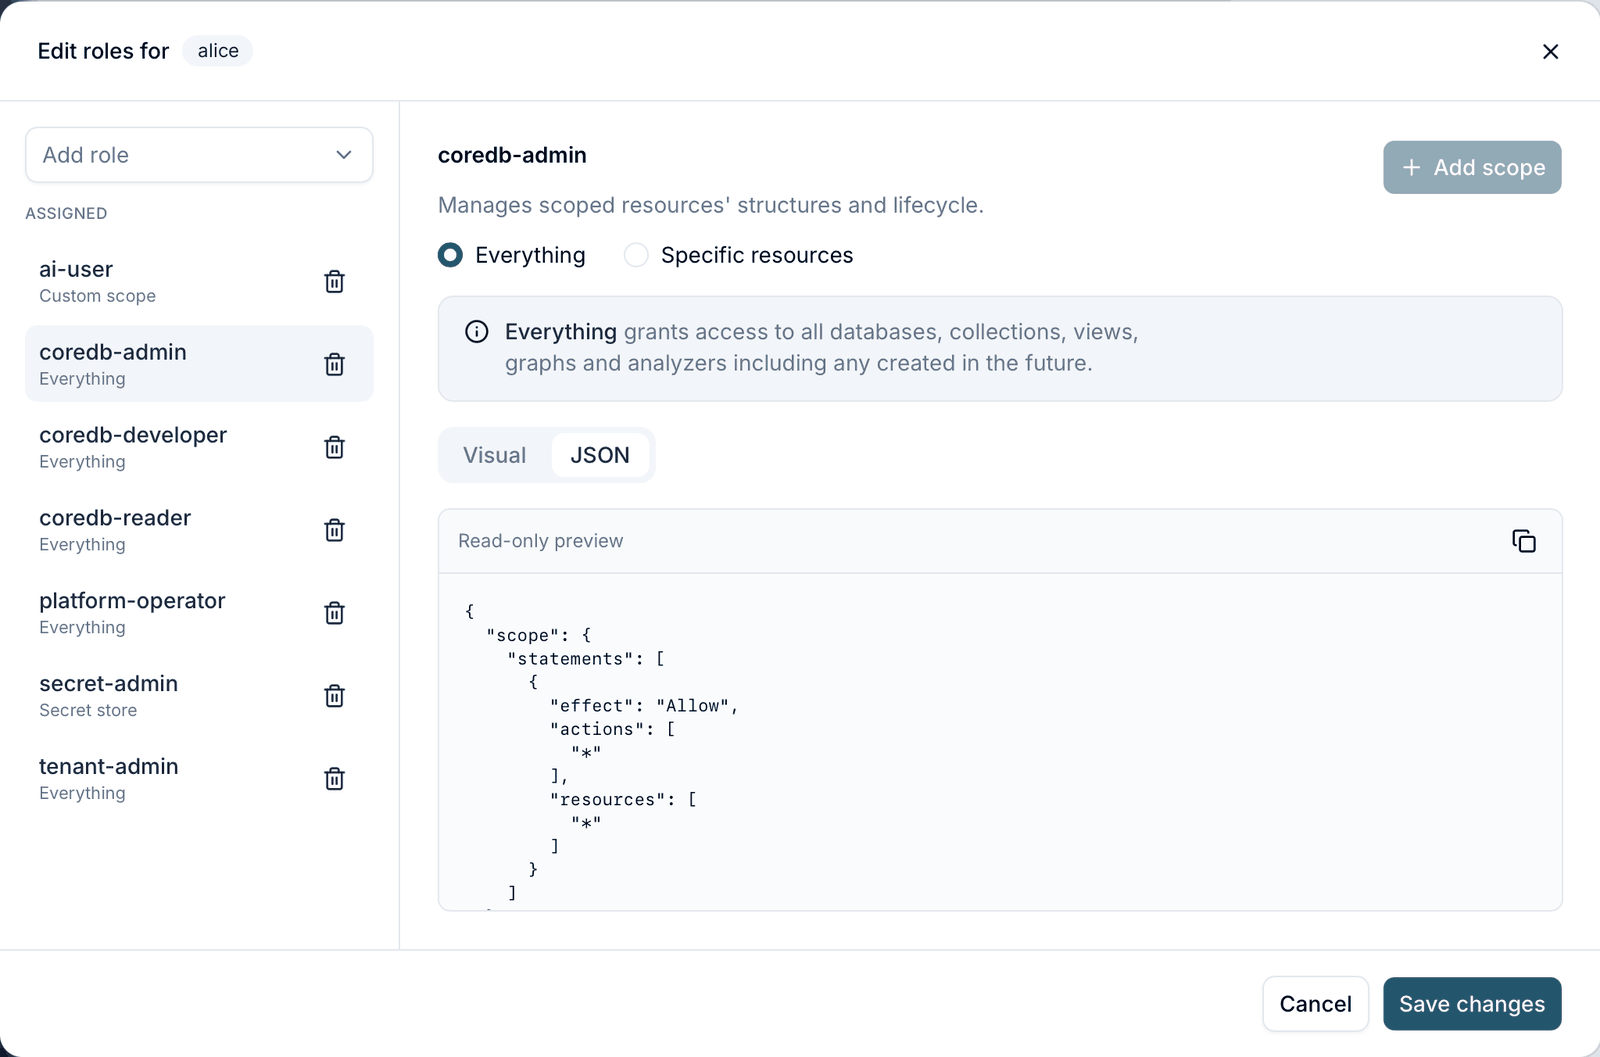 Edit roles for alice
Add role
ASSIGNED
ai-user
Custom scope
coredb-admin
Everything
coredb-developer
Everything
coredb-reader
Everything
platform-operator
Everything
secret-admin
Secret store
tenant-admin
Everything
coredb-admin
Add scope
Manages scoped resources' structures and lifecycle.
Everything
Specific resources
Everything grants access to all databases, collections, views,
graphs and analyzers including any created in the future.
Visual
JSON
Read-only preview
{
  "scope": {
    "statements": [
      {
        "effect": "Allow",
        "actions": [
          "*"
        ],
        "resources": [
          "*"
        ]
      }
    ]
Cancel
Save changes